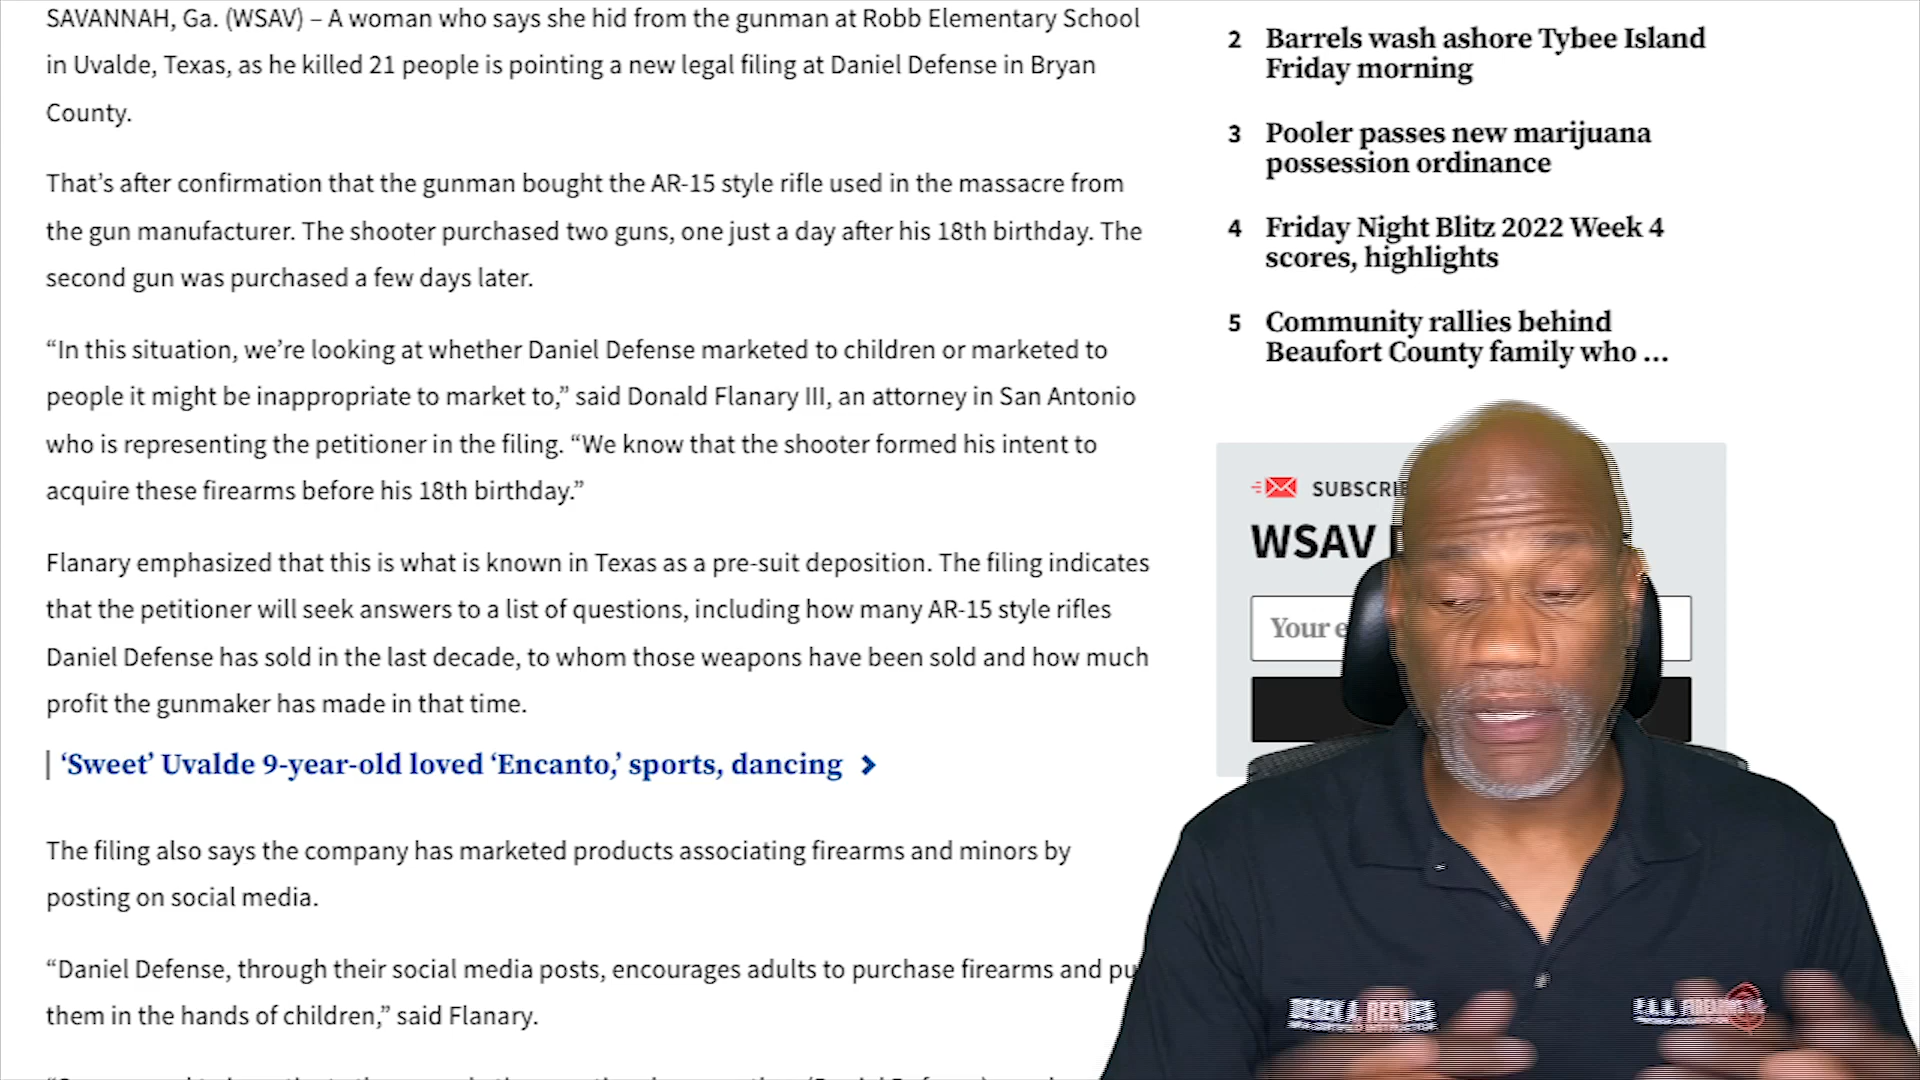 SAVANNAH, Ga. (WSAV) – A woman who says she hid from the gunman at Robb Elementary School
in Uvalde, Texas, as he killed 21 people is pointing a new legal filing at Daniel Defense in Bryan
County.
That’s after confirmation that the gunman bought the AR-15 style rifle used in the massacre from
the gun manufacturer. The shooter purchased two guns, one just a day after his 18th birthday. The
second gun was purchased a few days later.
“In this situation, we’re looking at whether Daniel Defense marketed to children or marketed to
people it might be inappropriate to market to,” said Donald Flanary III, an attorney in San Antonio
who is representing the petitioner in the filing. “We know that the shooter formed his intent to
acquire these firearms before his 18th birthday.”
Flanary emphasized that this is what is known in Texas as a pre-suit deposition. The filing indicates
that the petitioner will seek answers to a list of questions, including how many AR-15 style rifles
Daniel Defense has sold in the last decade, to whom those weapons have been sold and how much
profit the gunmaker has made in that time.
| ‘Sweet’ Uvalde 9-year-old loved ‘Encanto,’ sports, dancing
The filing also says the company has marketed products associating firearms and minors by
posting on social media.
“Daniel Defense, through their social media posts, encourages adults to purchase firearms and pu
them in the hands of children,” said Flanary.
2 Barrels wash ashore Tybee Island
Friday morning
3 Pooler passes new marijuana
possession ordinance
4 Friday Night Blitz 2022 Week 4
scores, highlights
5 Community rallies behind
Beaufort County family who ...
SUBSCRI
WSAV
Your e
DEREK A. REEVES